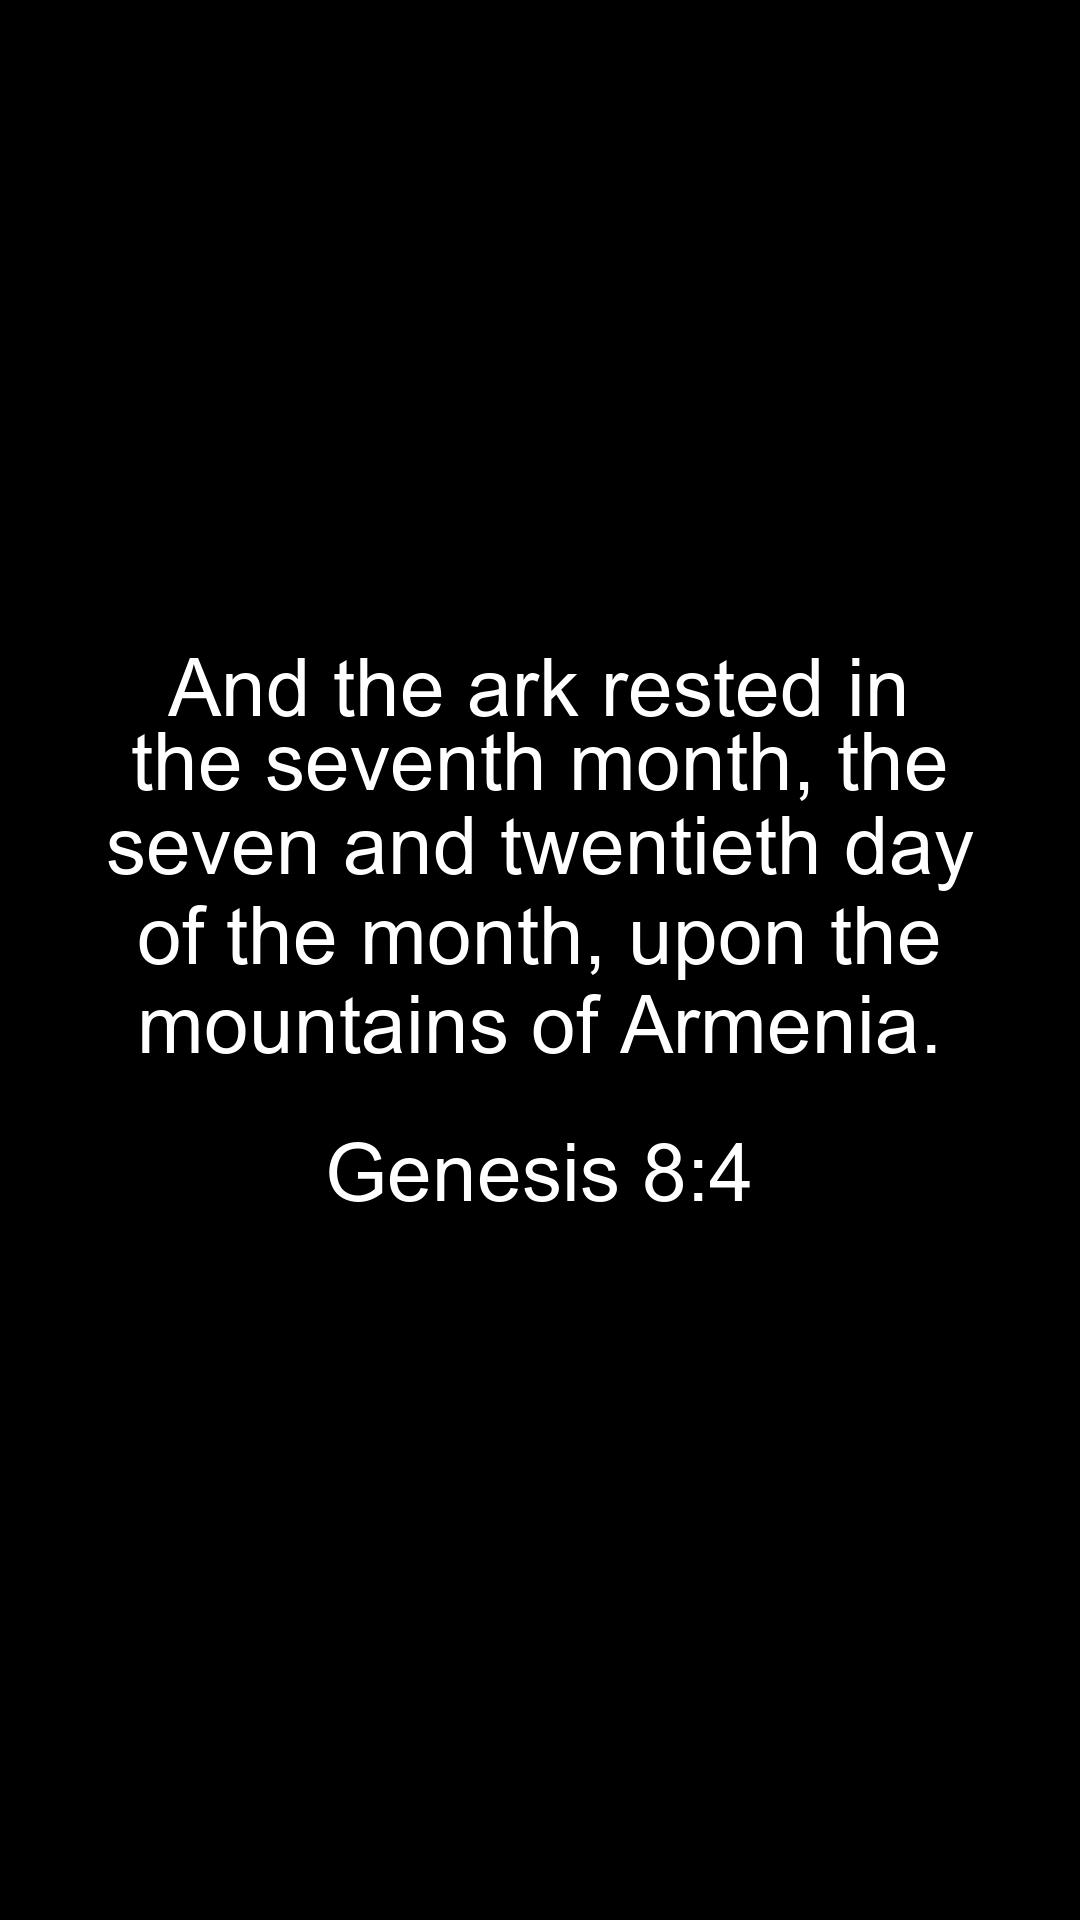 And the ark rested in
the seventh month, the
seven and twentieth day
of the month, upon the
mountains of Armenia.
Genesis 8:4